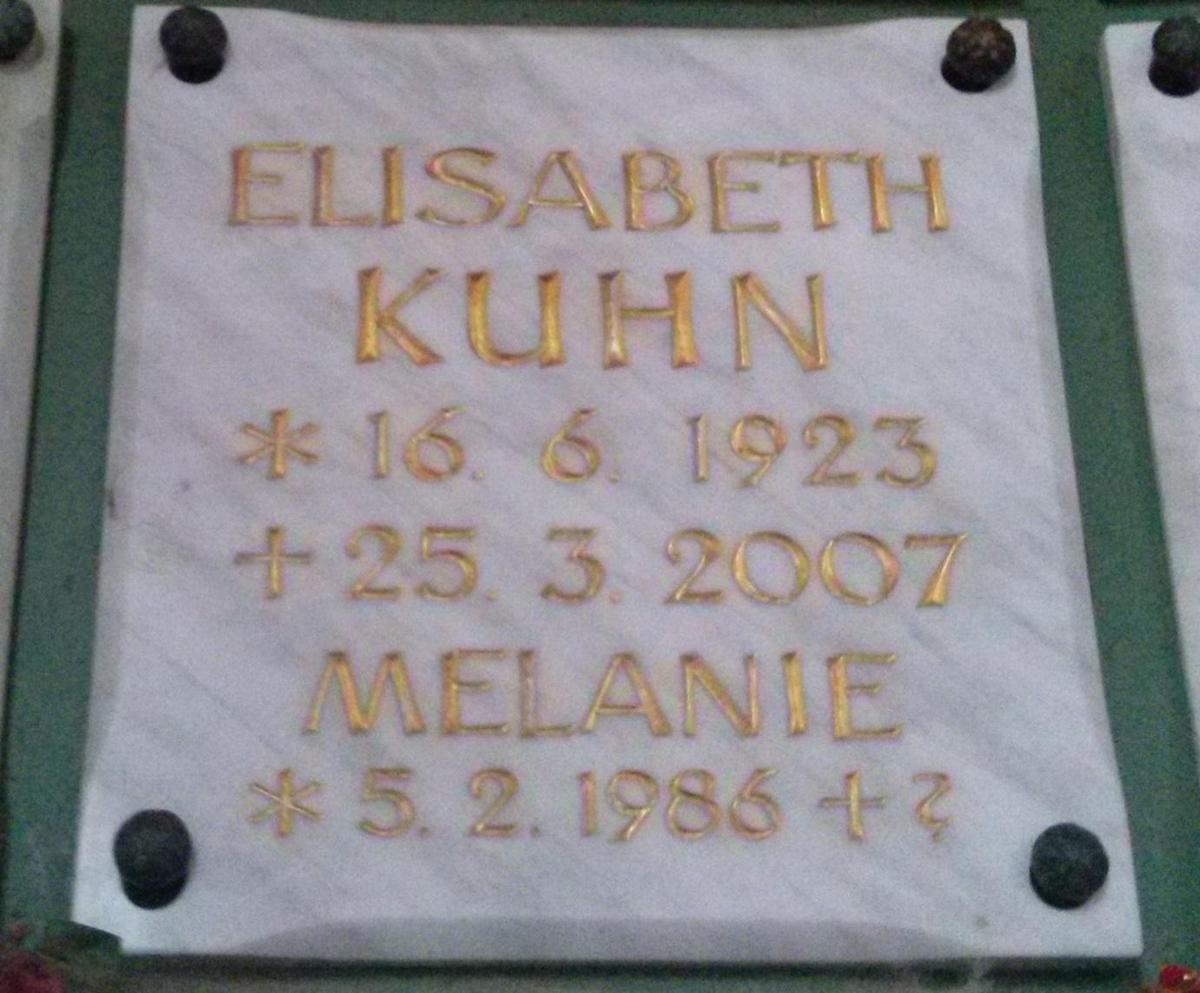 ELISABETH
KUHN
* 16. 6. 1923
+ 25. 3. 2007
MELANIE
* 5. 2. 1986 + ?